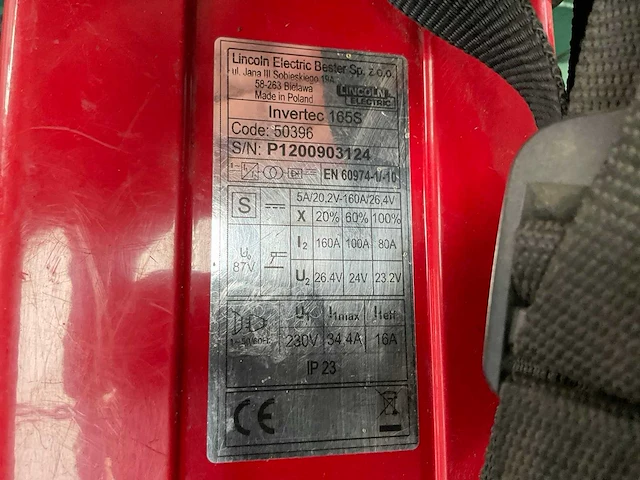 Lincoln Electric Bester Sp. z o.o.
ul. Jana III Sobieskiego 19A
58-263 Bielawa
Made in Poland
LINCOLN ELECTRIC
Invertec 165S
Code: 50396
S/N: P1200903124
EN 60974-1/-10
S
5A/20,2V-160A/26,4V
X 20% 60% 100%
I2 160A 100A 80A
U0 87V
U2 26.4V 24V 23.2V
U1 I1max I1eff
1~50/60Hz 230V 34.4A 16A
IP 23
CE